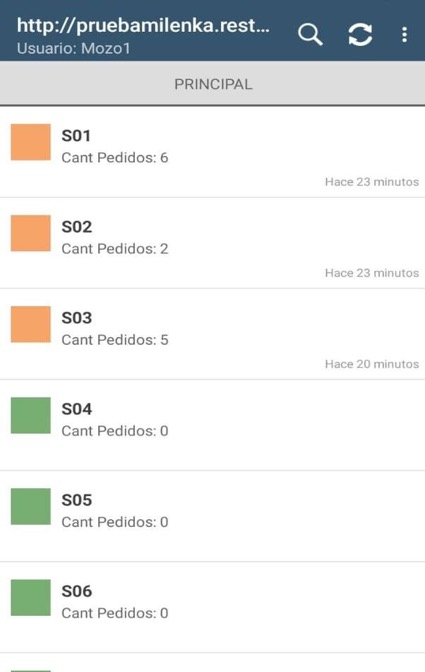 http://pruebamilenka.rest...
Usuario: Mozo1
PRINCIPAL
S01
Cant Pedidos: 6
Hace 23 minutos
S02
Cant Pedidos: 2
Hace 23 minutos
S03
Cant Pedidos: 5
Hace 20 minutos
S04
Cant Pedidos: 0
S05
Cant Pedidos: 0
S06
Cant Pedidos: 0